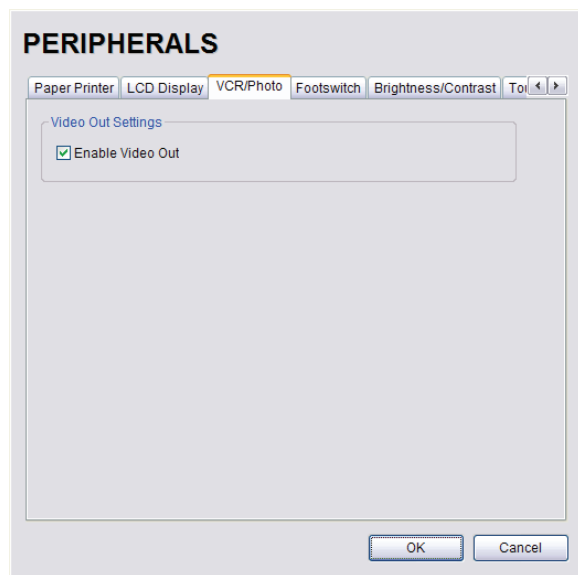 PERIPHERALS
Paper Printer LCD Display VCR/Photo Footswitch Brightness/Contrast
Video Out Settings
Enable Video Out
OK Cancel